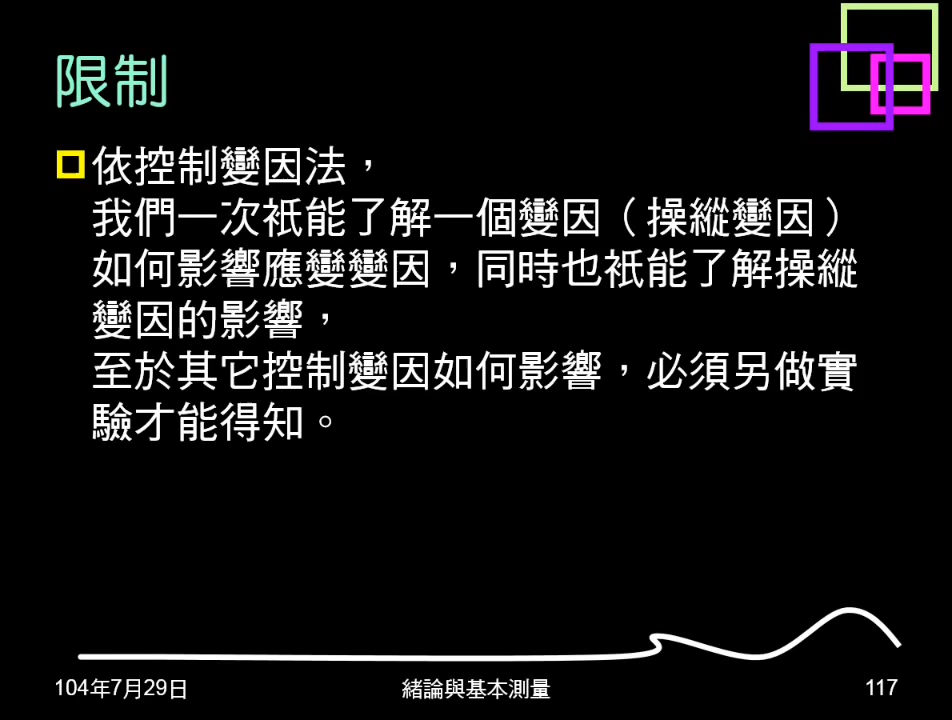 限制
依控制變因法，
我們一次祇能了解一個變因（操縱變因）
如何影響應變變因，同時也祇能了解操縱
變因的影響，
至於其它控制變因如何影響，必須另做實
驗才能得知。
104年7月29日
緒論與基本測量
117